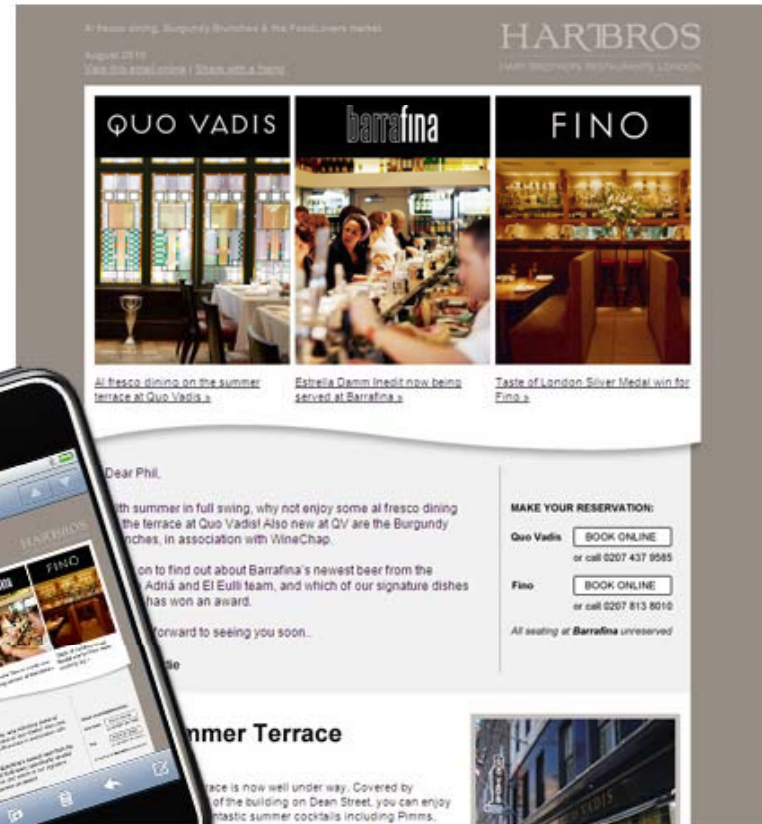 Al fresco dining, Burgundy Brunches & the FoodLovers market
August 2010
View this email online | Share with a friend
HARTBROS
HART BROTHERS RESTAURANTS LONDON
QUO VADIS
barrafina
FINO
Al fresco dining on the summer
terrace at Quo Vadis »
Estrella Damm Inedit now being
served at Barrafina »
Taste of London Silver Medal win for
Fino »
Dear Phil,
ith summer in full swing, why not enjoy some al fresco dining
the terrace at Quo Vadis! Also new at QV are the Burgundy
nches, in association with WineChap.
on to find out about Barrafina's newest beer from the
Adriá and El Eulli team, and which of our signature dishes
has won an award.
forward to seeing you soon..
die
MAKE YOUR RESERVATION:
Quo Vadis BOOK ONLINE
or call 0207 437 9585
Fino BOOK ONLINE
or call 0207 813 8010
All seating at Barrafina unreserved
mmer Terrace
race is now well under way. Covered by
of the building on Dean Street, you can enjoy
ntastic summer cocktails including Pimms,
HARTBROS
FINO